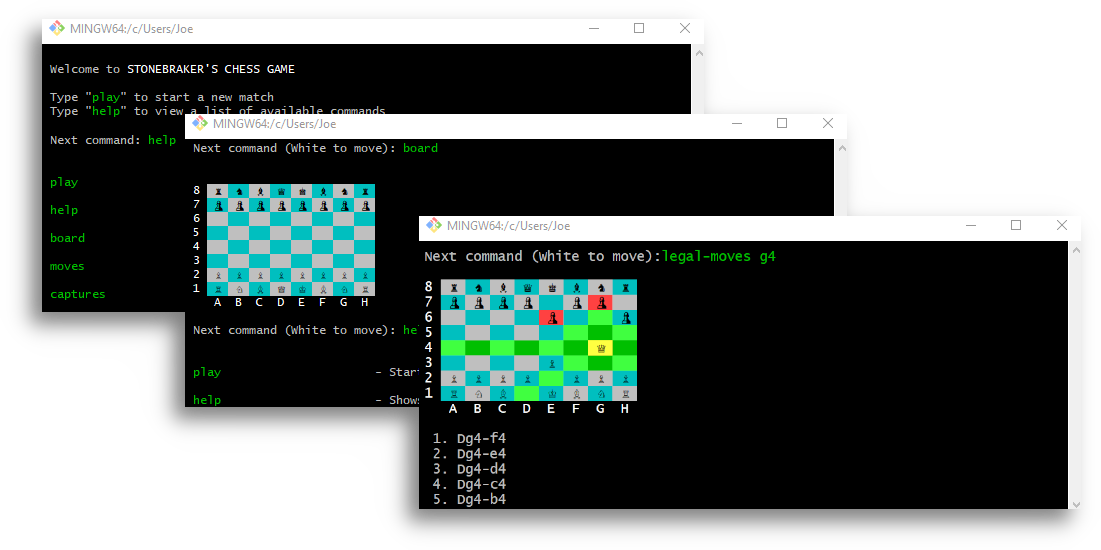 MINGW64:/c/Users/Joe
Welcome to STONEBRAKER'S CHESS GAME
Type "play" to start a new match
Type "help" to view a list of available commands
Next command: help
play
help
board
moves
captures
MINGW64:/c/Users/Joe
Next command (White to move): board
8
7
6
5
4
3
2
1
A B C D E F G H
Next command (White to move): hel
play - Star
help - Show
MINGW64:/c/Users/Joe
Next command (White to move):legal-moves g4
8
7
6
5
4
3
2
1
A B C D E F G H
1. Dg4-f4
2. Dg4-e4
3. Dg4-d4
4. Dg4-c4
5. Dg4-b4